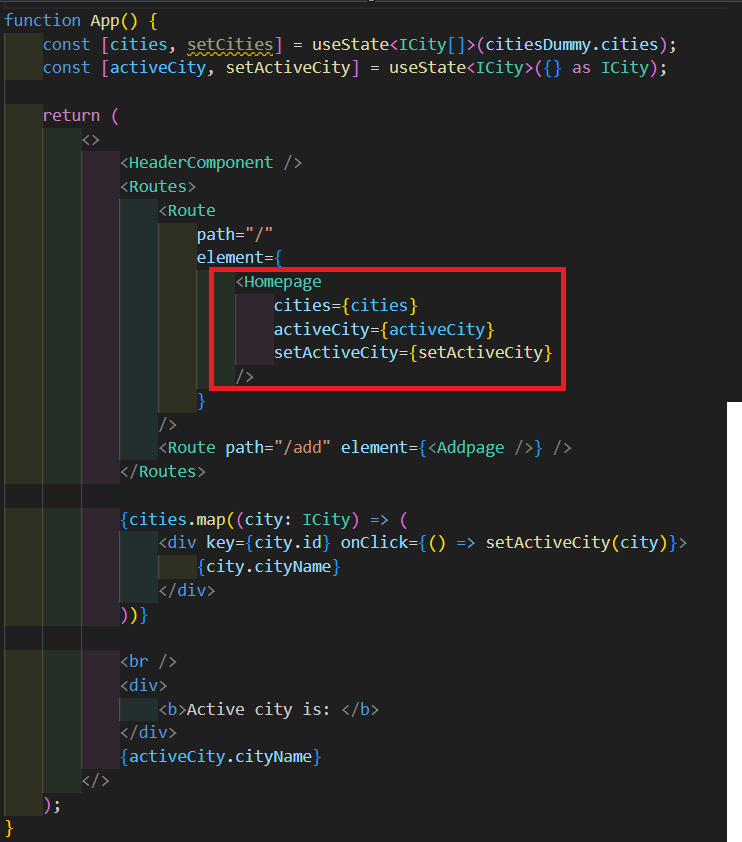 function App() {
    const [cities, setCities] = useState<ICity[]>(citiesDummy.cities);
    const [activeCity, setActiveCity] = useState<ICity>({} as ICity);

    return (
        <>
            <HeaderComponent />
            <Routes>
                <Route
                    path="/"
                    element={
                        <Homepage
                            cities={cities}
                            activeCity={activeCity}
                            setActiveCity={setActiveCity}
                        />
                    }
                />
                <Route path="/add" element={<Addpage />} />
            </Routes>

            {cities.map((city: ICity) => (
                <div key={city.id} onClick={() => setActiveCity(city)}>
                    {city.cityName}
                </div>
            ))}

            <br />
            <div>
                <b>Active city is: </b>
            </div>
            {activeCity.cityName}
        </>
    );
}